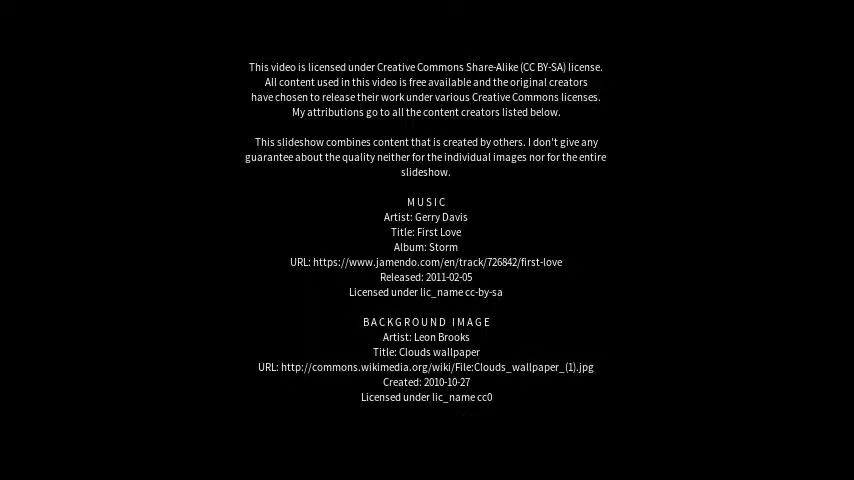 This video is licensed under Creative Commons Share-Alike (CC BY-SA) license.
All content used in this video is free available and the original creators
have chosen to release their work under various Creative Commons licenses.
My attributions go to all the content creators listed below.
This slideshow combines content that is created by others. I don't give any
guarantee about the quality neither for the individual images nor for the entire
slideshow.
MUSIC
Artist: Gerry Davis
Title: First Love
Album: Storm
URL: https://www.jamendo.com/en/track/726842/first-love
Released: 2011-02-05
Licensed under lic_name cc-by-sa
BACKGROUND IMAGE
Artist: Leon Brooks
Title: Clouds wallpaper
URL: http://commons.wikimedia.org/wiki/File:Clouds_wallpaper_(1).jpg
Created: 2010-10-27
Licensed under lic_name cc0